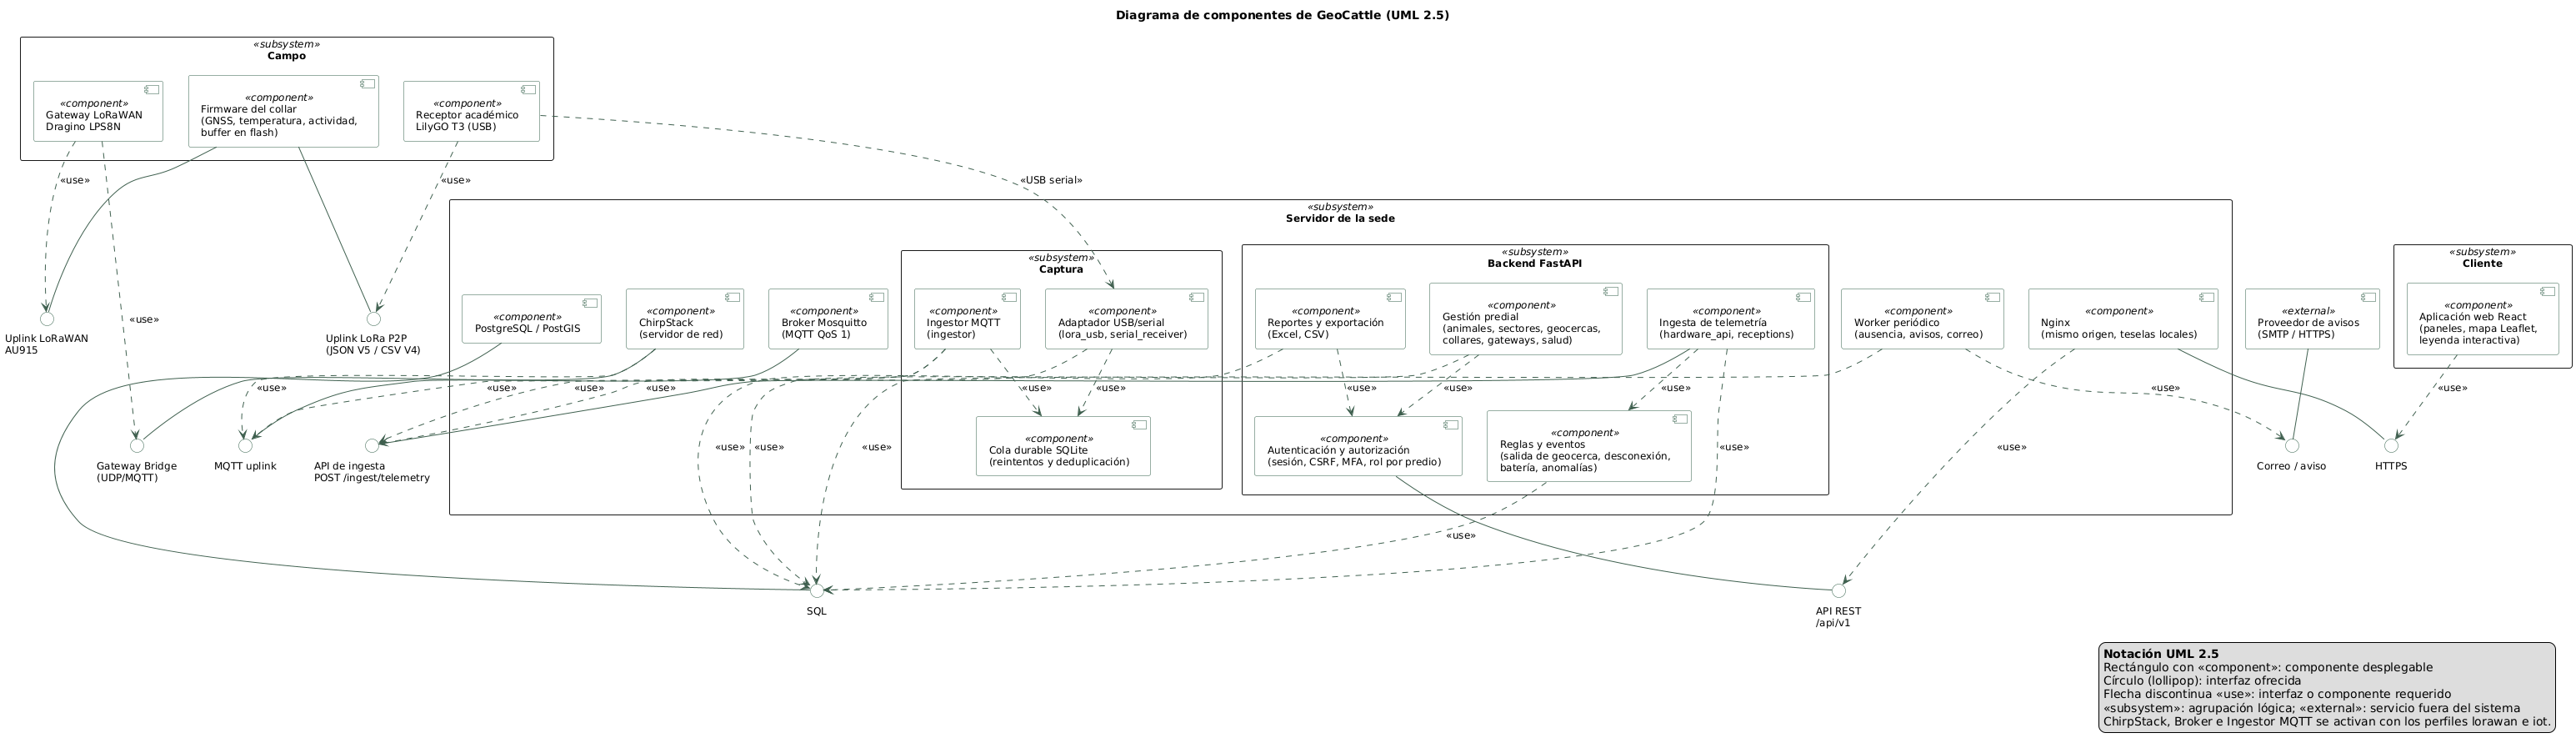 Diagrama de componentes de GeoCattle (UML 2.5)
«subsystem»
Campo
«component»
Gateway LoRaWAN
Dragino LPS8N
«component»
Firmware del collar
(GNSS, temperatura, actividad,
buffer en flash)
«component»
Receptor académico
LilyGO T3 (USB)
«use»
«use»
«USB serial»
«subsystem»
Servidor de la sede
«subsystem»
Captura
«subsystem»
Backend FastAPI
«subsystem»
Cliente
«component»
PostgreSQL / PostGIS
«component»
ChirpStack
(servidor de red)
«component»
Broker Mosquitto
(MQTT QoS 1)
«component»
Ingestor MQTT
(ingestor)
«component»
Adaptador USB/serial
(lora_usb, serial_receiver)
«component»
Reportes y exportación
(Excel, CSV)
«component»
Gestión predial
(animales, sectores, geocercas,
collares, gateways, salud)
«component»
Ingesta de telemetría
(hardware_api, receptions)
«component»
Worker periódico
(ausencia, avisos, correo)
«component»
Nginx
(mismo origen, teselas locales)
«external»
Proveedor de avisos
(SMTP / HTTPS)
«component»
Aplicación web React
(paneles, mapa Leaflet,
leyenda interactiva)
«use»
Uplink LoRaWAN
AU915
Uplink LoRa P2P
(JSON V5 / CSV V4)
«use»
«use»
«use»
«use»
«use»
«use»
«use»
«use»
«use»
«use»
«use»
«component»
Cola durable SQLite
(reintentos y deduplicación)
«component»
Autenticación y autorización
(sesión, CSRF, MFA, rol por predio)
«component»
Reglas y eventos
(salida de geocerca, desconexión,
batería, anomalías)
«use»
«use»
«use»
«use»
«use»
Gateway Bridge
(UDP/MQTT)
MQTT uplink
API de ingesta
POST /ingest/telemetry
Correo / aviso
HTTPS
«use»
SQL
API REST
/api/v1
Notación UML 2.5
Rectángulo con «component»: componente desplegable
Círculo (lollipop): interfaz ofrecida
Flecha discontinua «use»: interfaz o componente requerido
«subsystem»: agrupación lógica; «external»: servicio fuera del sistema
ChirpStack, Broker e Ingestor MQTT se activan con los perfiles lorawan e iot.